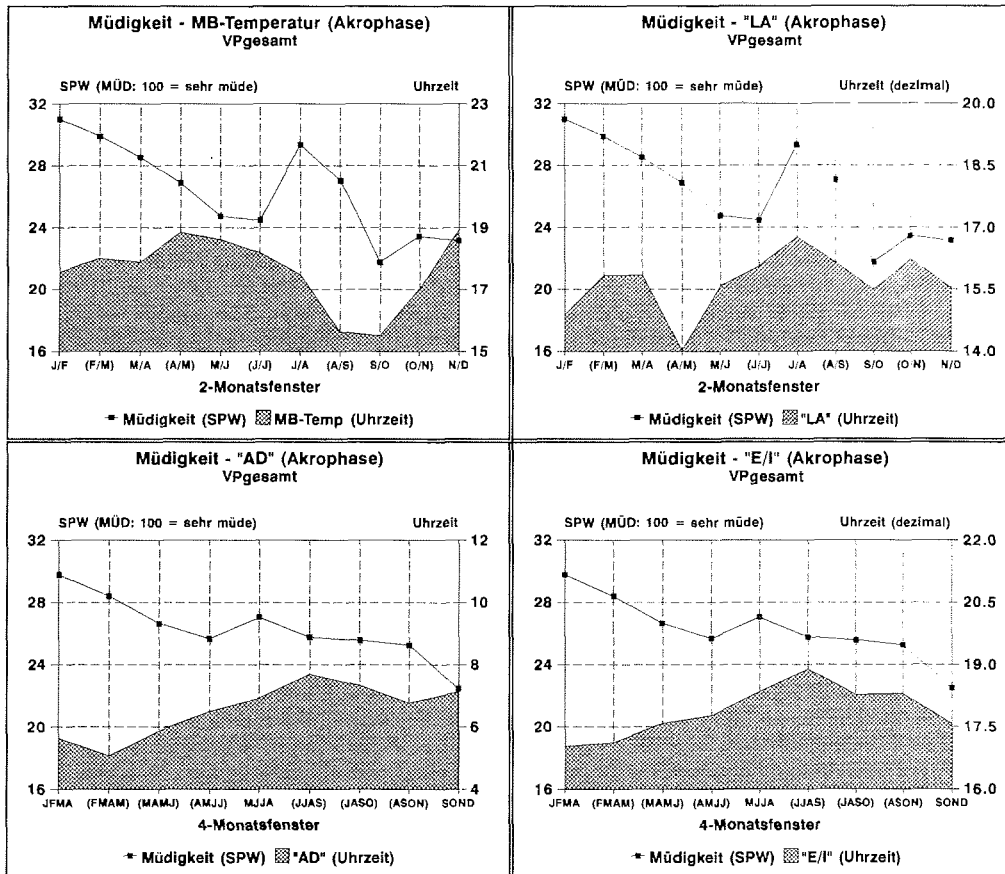 Müdigkeit - MB-Temperatur (Akrophase)
VPgesamt
SPW (MÜD: 100 = sehr müde) Uhrzeit
32 23
28 21
24 19
20 17
16 15
J/F (F/M) M/A (A/M) M/J (J/J) J/A (A/S) S/O (O/N) N/D
2-Monatsfenster
Müdigkeit (SPW) MB-Temp (Uhrzeit)
Müdigkeit - "LA" (Akrophase)
VPgesamt
SPW (MÜD: 100 = sehr müde) Uhrzeit (dezimal)
32 20.0
28 18.5
24 17.0
20 15.5
16 14.0
J/F (F/M) M/A (A/M) M/J (J/J) J/A (A/S) S/O (O/N) N/D
2-Monatsfenster
Müdigkeit (SPW) "LA" (Uhrzeit)
Müdigkeit - "AD" (Akrophase)
VPgesamt
SPW (MÜD: 100 = sehr müde) Uhrzeit
32 12
28 10
24 8
20 6
16 4
JFMA (FMAM) (MAMJ) (AMJJ) MJJA (JJAS) (JASO) (ASON) SOND
4-Monatsfenster
Müdigkeit (SPW) "AD" (Uhrzeit)
Müdigkeit - "E/I" (Akrophase)
VPgesamt
SPW (MÜD: 100 = sehr müde) Uhrzeit (dezimal)
32 22.0
28 20.5
24 19.0
20 17.5
16 16.0
JFMA (FMAM) (MAMJ) (AMJJ) MJJA (JJAS) (JASO) (ASON) SOND
4-Monatsfenster
Müdigkeit (SPW) "E/I" (Uhrzeit)